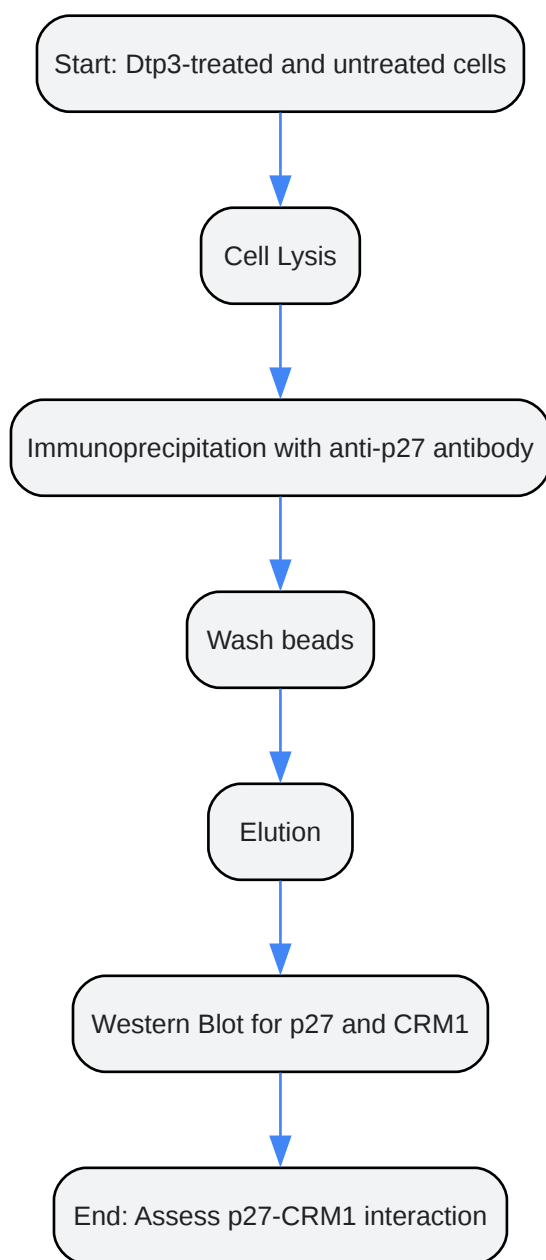 Start: Dtp3-treated and untreated cells
Cell Lysis
Immunoprecipitation with anti-p27 antibody
Wash beads
Elution
Western Blot for p27 and CRM1
End: Assess p27-CRM1 interaction